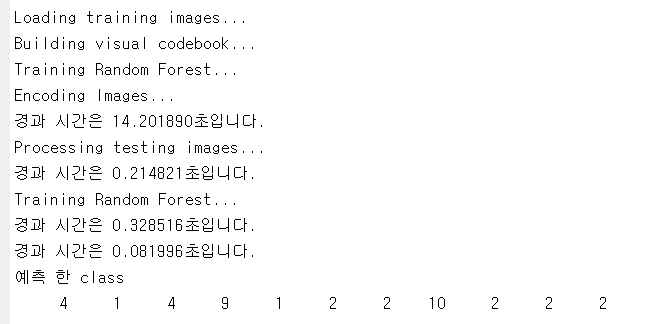 Loading training images...
Building visual codebook...
Training Random Forest...
Encoding Images...
경과 시간은 14.201890초입니다.
Processing testing images...
경과 시간은 0.214821초입니다.
Training Random Forest...
경과 시간은 0.328516초입니다.
경과 시간은 0.081996초입니다.
예측 한 class
4 1 4 9 1 2 2 10 2 2 2